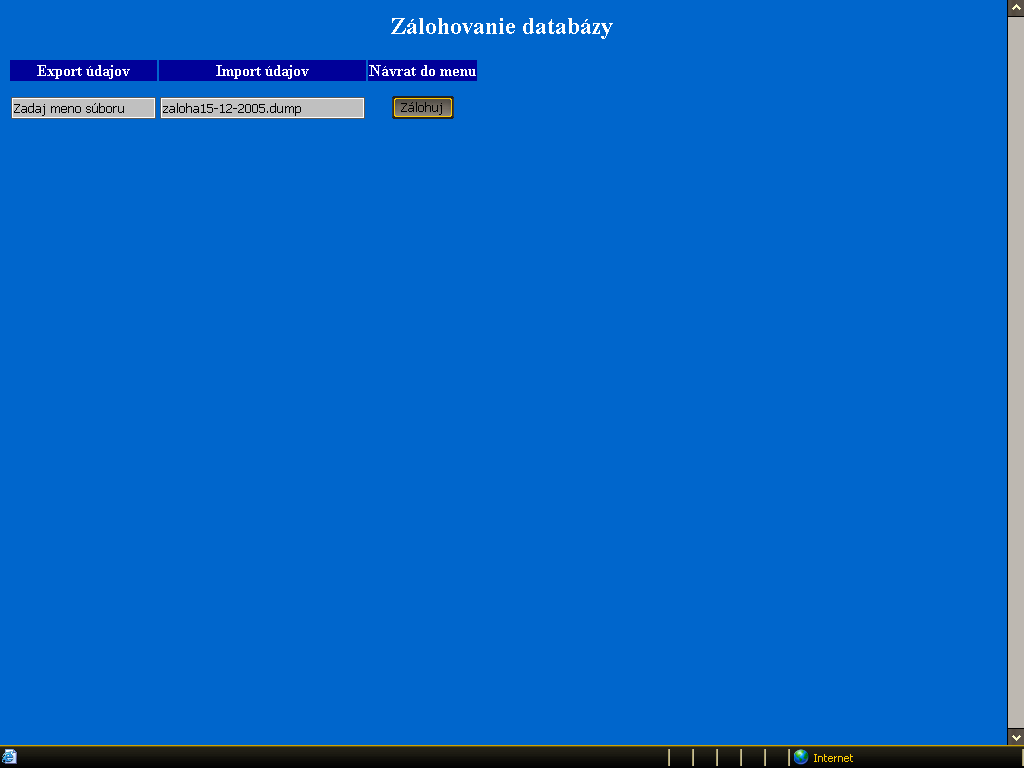 Zálohovanie databázy
Export údajov Import údajov Návrat do menu
Zadaj meno súboru zaloha15-12-2005.dump Zálohuj
Internet